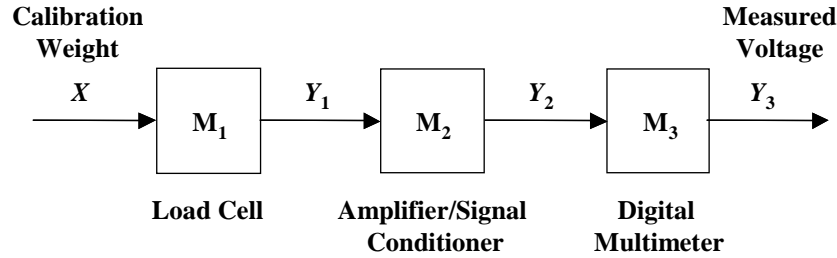 Calibration
Weight
Measured
Voltage
X
Y1
Y2
Y3
M1
M2
M3
Load Cell
Amplifier/Signal
Conditioner
Digital
Multimeter